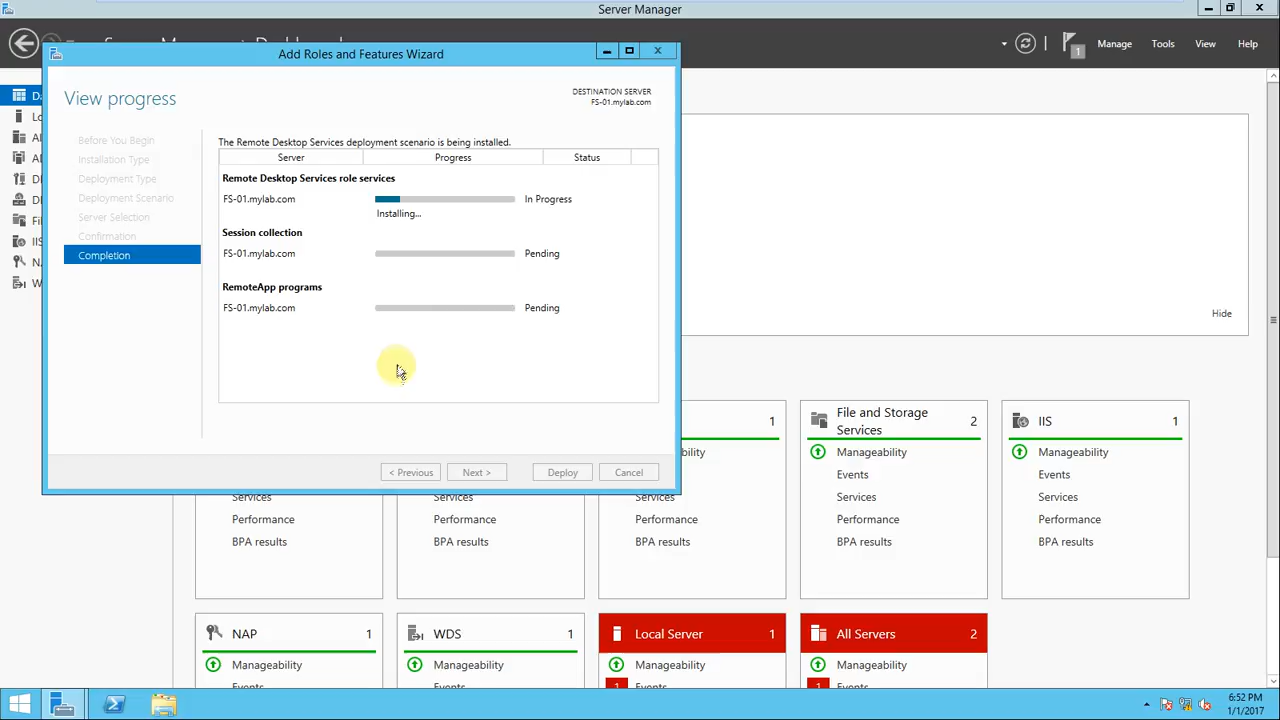 Server Manager
Manage
Tools
View
Help
1
Add Roles and Features Wizard
View progress
DESTINATION SERVER
FS-01.mylab.com
Before You Begin
Installation Type
Deployment Type
Deployment Scenario
Server Selection
Confirmation
Completion
The Remote Desktop Services deployment scenario is being installed.
Server
Progress
Status
Remote Desktop Services role services
FS-01.mylab.com
In Progress
Installing...
Session collection
FS-01.mylab.com
Pending
RemoteApp programs
FS-01.mylab.com
Pending
< Previous
Next >
Deploy
Cancel
Hide
1
Services
Performance
BPA results
Services
Performance
BPA results
Services
Performance
BPA results
File and Storage
Services
2
Manageability
Events
Services
Performance
BPA results
IIS
1
Manageability
Events
Services
Performance
BPA results
NAP
1
Manageability
Events
WDS
1
Manageability
Events
Local Server
1
Manageability
1
Events
All Servers
2
Manageability
1
Events
6:52 PM
1/1/2017